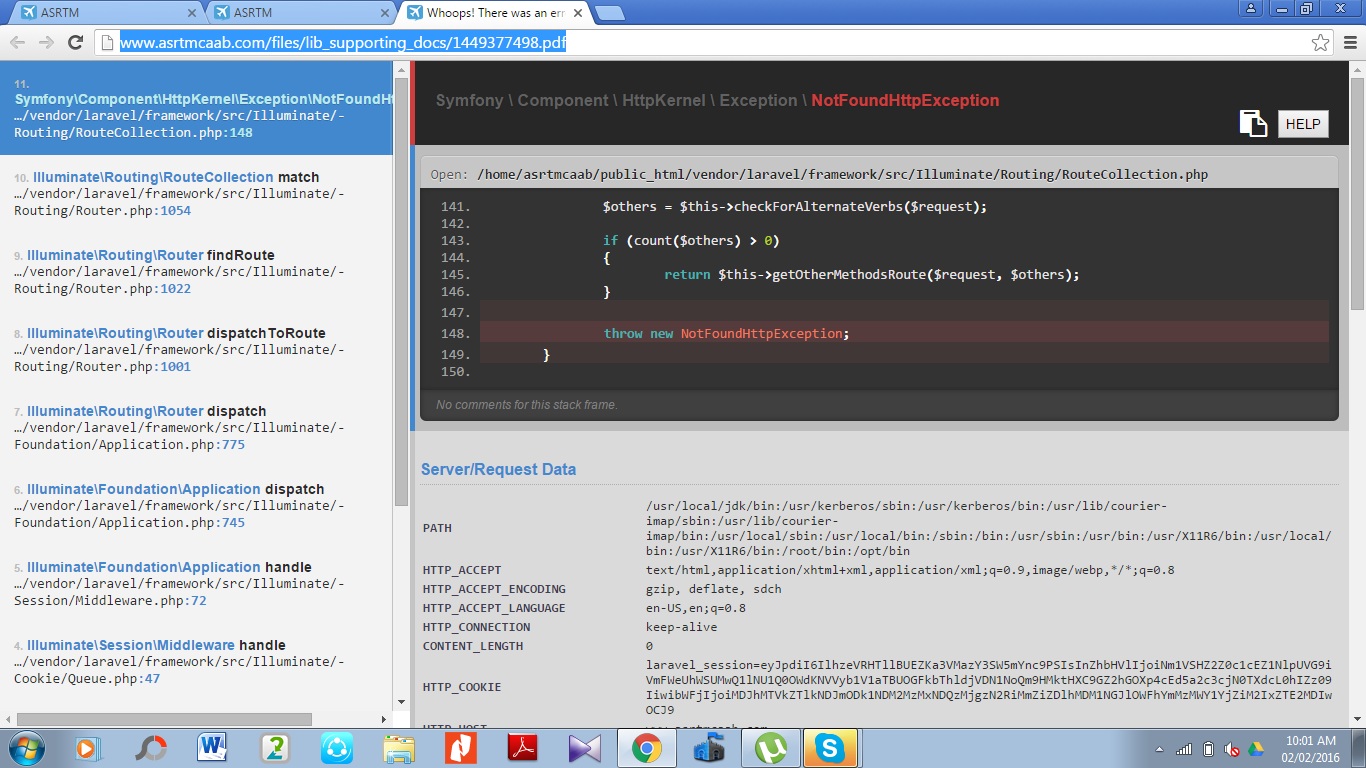 ASRTM
ASRTM
Whoops! There was an err
www.asrtmcaab.com/files/lib_supporting_docs/1449377498.pdf
11.
Symfony\Component\HttpKernel\Exception\NotFoundHt
…/vendor/laravel/framework/src/Illuminate/-
Routing/RouteCollection.php:148
10. Illuminate\Routing\RouteCollection match
…/vendor/laravel/framework/src/Illuminate/-
Routing/Router.php:1054
9. Illuminate\Routing\Router findRoute
…/vendor/laravel/framework/src/Illuminate/-
Routing/Router.php:1022
8. Illuminate\Routing\Router dispatchToRoute
…/vendor/laravel/framework/src/Illuminate/-
Routing/Router.php:1001
7. Illuminate\Routing\Router dispatch
…/vendor/laravel/framework/src/Illuminate/-
Foundation/Application.php:775
6. Illuminate\Foundation\Application dispatch
…/vendor/laravel/framework/src/Illuminate/-
Foundation/Application.php:745
5. Illuminate\Foundation\Application handle
…/vendor/laravel/framework/src/Illuminate/-
Session/Middleware.php:72
4. Illuminate\Session\Middleware handle
…/vendor/laravel/framework/src/Illuminate/-
Cookie/Queue.php:47
Symfony \ Component \ HttpKernel \ Exception \ NotFoundHttpException
HELP
Open: /home/asrtmcaab/public_html/vendor/laravel/framework/src/Illuminate/Routing/RouteCollection.php
141. $others = $this->checkForAlternateVerbs($request);
142.
143. if (count($others) > 0)
144. {
145. return $this->getOtherMethodsRoute($request, $others);
146. }
147.
148. throw new NotFoundHttpException;
149. }
150.
No comments for this stack frame.
Server/Request Data
PATH
/usr/local/jdk/bin:/usr/kerberos/sbin:/usr/kerberos/bin:/usr/lib/courier-
imap/sbin:/usr/lib/courier-
imap/bin:/usr/local/sbin:/usr/local/bin:/sbin:/bin:/usr/sbin:/usr/bin:/usr/X11R6/bin:/usr/local/
bin:/usr/X11R6/bin:/root/bin:/opt/bin
HTTP_ACCEPT text/html,application/xhtml+xml,application/xml;q=0.9,image/webp,*/*;q=0.8
HTTP_ACCEPT_ENCODING gzip, deflate, sdch
HTTP_ACCEPT_LANGUAGE en-US,en;q=0.8
HTTP_CONNECTION keep-alive
CONTENT_LENGTH 0
HTTP_COOKIE
10:01 AM
02/02/2016